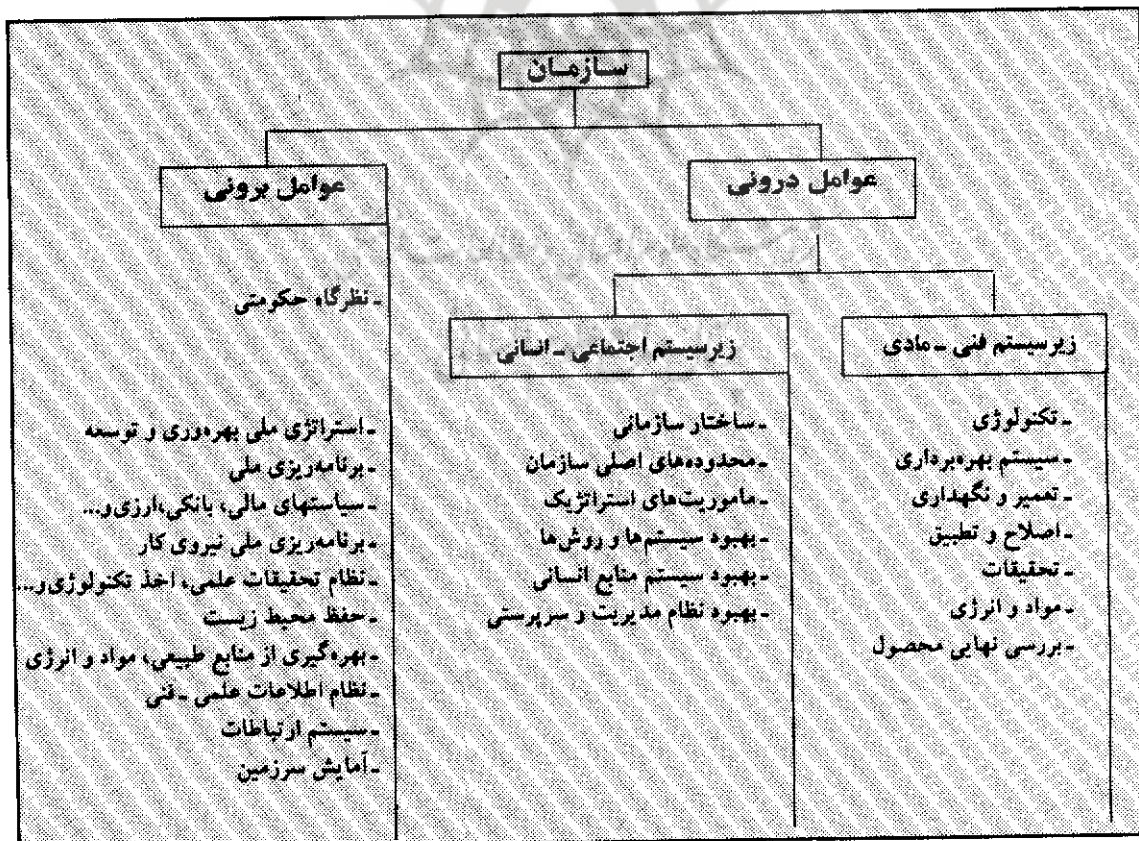 سازمان
عوامل درونی
عوامل برونی
زیرسیستم فنی ـ مادی
ـ تکنولوژی
ـ سیستم بهره‌برداری
ـ تعمیر و نگهداری
ـ اصلاح و تطبیق
ـ تحقیقات
ـ مواد و انرژی
ـ بررسی نهایی محصول
زیرسیستم اجتماعی ـ انسانی
ـ ساختار سازمانی
ـ محدوده‌های اصلی سازمان
ـ ماموریت‌های استراتژیک
ـ بهبود سیستم‌ها و روش‌ها
ـ بهبود سیستم منابع انسانی
ـ بهبود نظام مدیریت و سرپرستی
ـ نظرگاه حکومتی
ـ استراتژی ملی بهره‌وری و توسعه
ـ برنامه‌ریزی ملی
ـ سیاستهای مالی، بانکی، ارزی و...
ـ برنامه‌ریزی ملی نیروی کار
ـ نظام تحقیقات علمی، اخذ تکنولوژی و...
ـ حفظ محیط زیست
ـ بهره‌گیری از منابع طبیعی، مواد و انرژی
ـ نظام اطلاعات علمی ـ فنی
ـ سیستم ارتباطات
ـ آمایش سرزمین